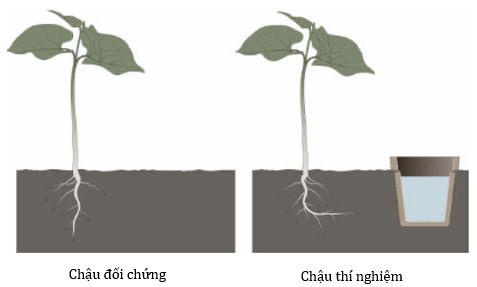 Chậu đối chứng
Chậu thí nghiệm